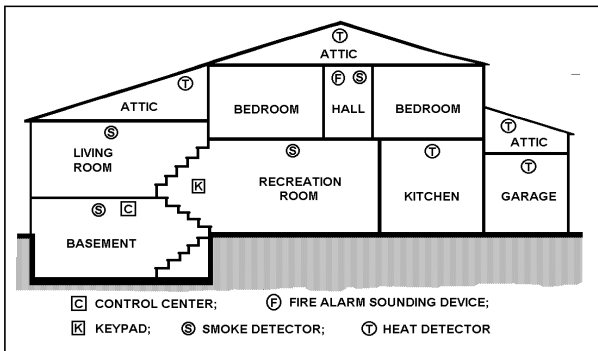 T
ATTIC
T
ATTIC
F S
BEDROOM HALL BEDROOM
T
ATTIC
S
LIVING
ROOM
S
RECREATION
ROOM
T
KITCHEN
T
GARAGE
K
S C
BASEMENT
C CONTROL CENTER; F FIRE ALARM SOUNDING DEVICE;
K KEYPAD; S SMOKE DETECTOR; T HEAT DETECTOR